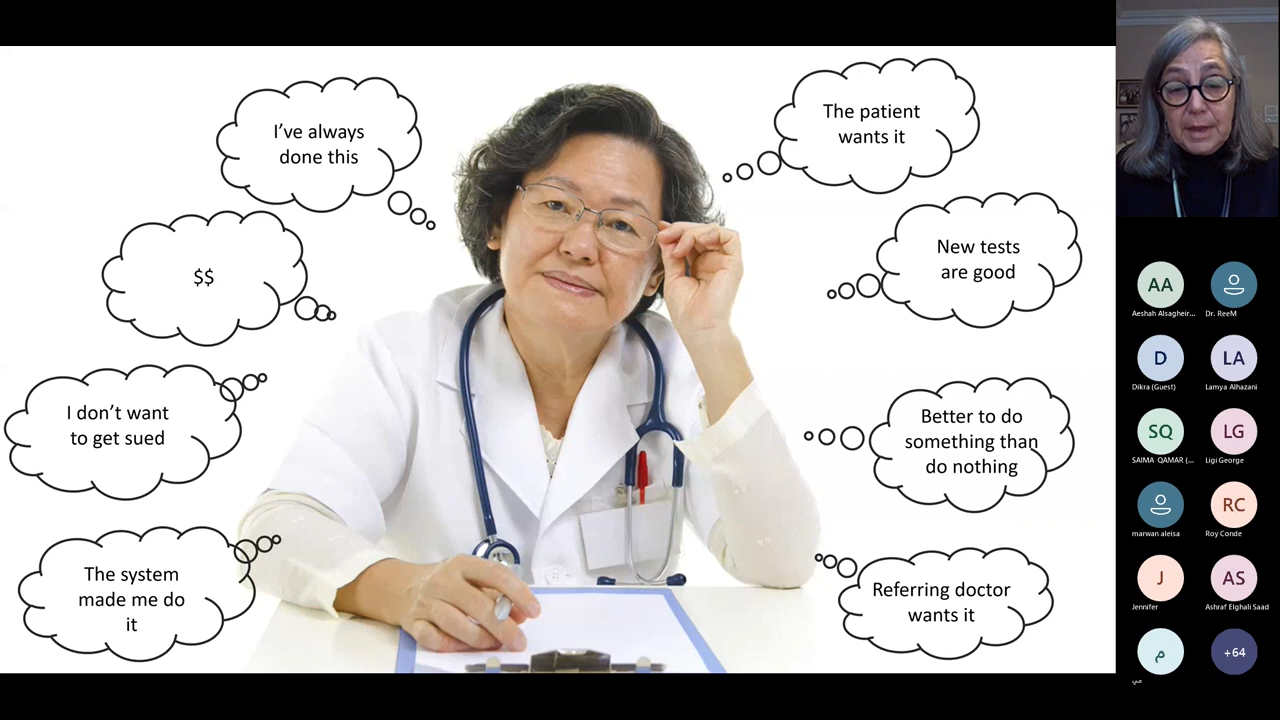 I've always
done this
The patient
wants it
$$
New tests
are good
I don't want
to get sued
Better to do
something than
do nothing
The system
made me do
it
Referring doctor
wants it
AA
Aeshah Alsagheir...
Dr. ReeM
D
Dikra (Guest)
LA
Lamya Alhazani
SQ
SAIMA QAMAR (...
LG
Ligi George
marwan aleisa
RC
Roy Conde
J
Jennifer
AS
Ashraf Elghali Saad
م
مي
+64